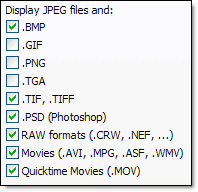 Display JPEG files and:
.BMP
.GIF
.PNG
.TGA
.TIF, .TIFF
.PSD (Photoshop)
RAW formats (.CRW, .NEF, ...)
Movies (.AVI, .MPG, .ASF, .WMV)
Quicktime Movies (.MOV)